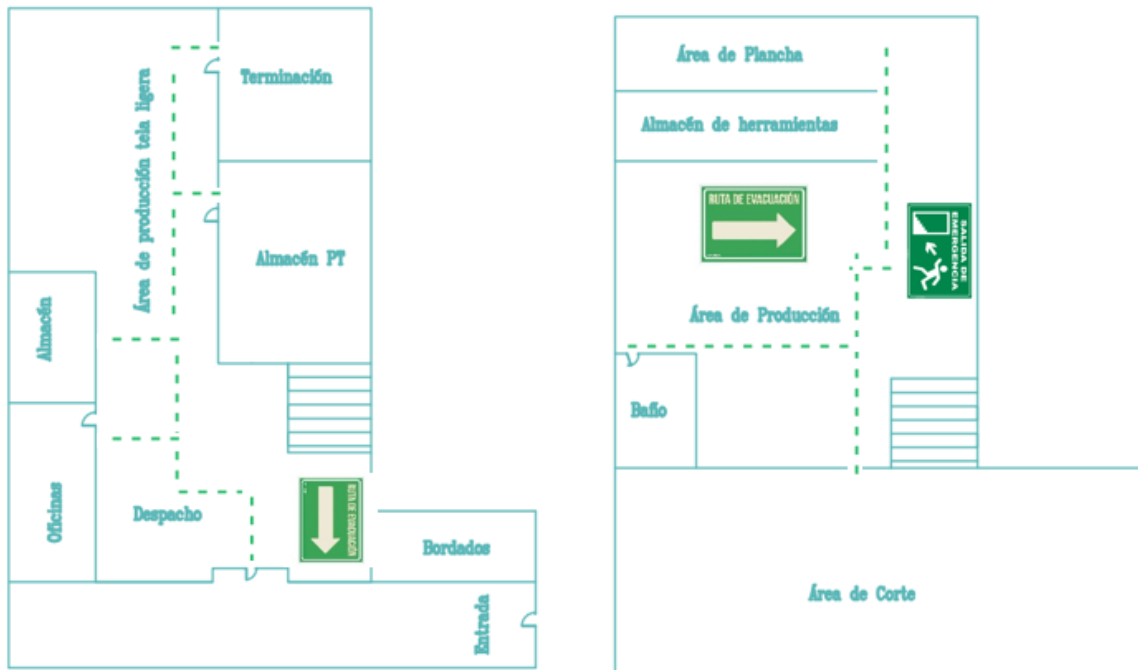 Terminación
Área de producción tela ligera
Almacén PT
Almacén
Oficinas
Despacho
RUTA DE EVACUACIÓN
Bordados
Entrada
Área de Plancha
Almacén de herramientas
RUTA DE EVACUACIÓN
SALIDA DE
EMERGENCIA
Área de Producción
Baño
Área de Corte